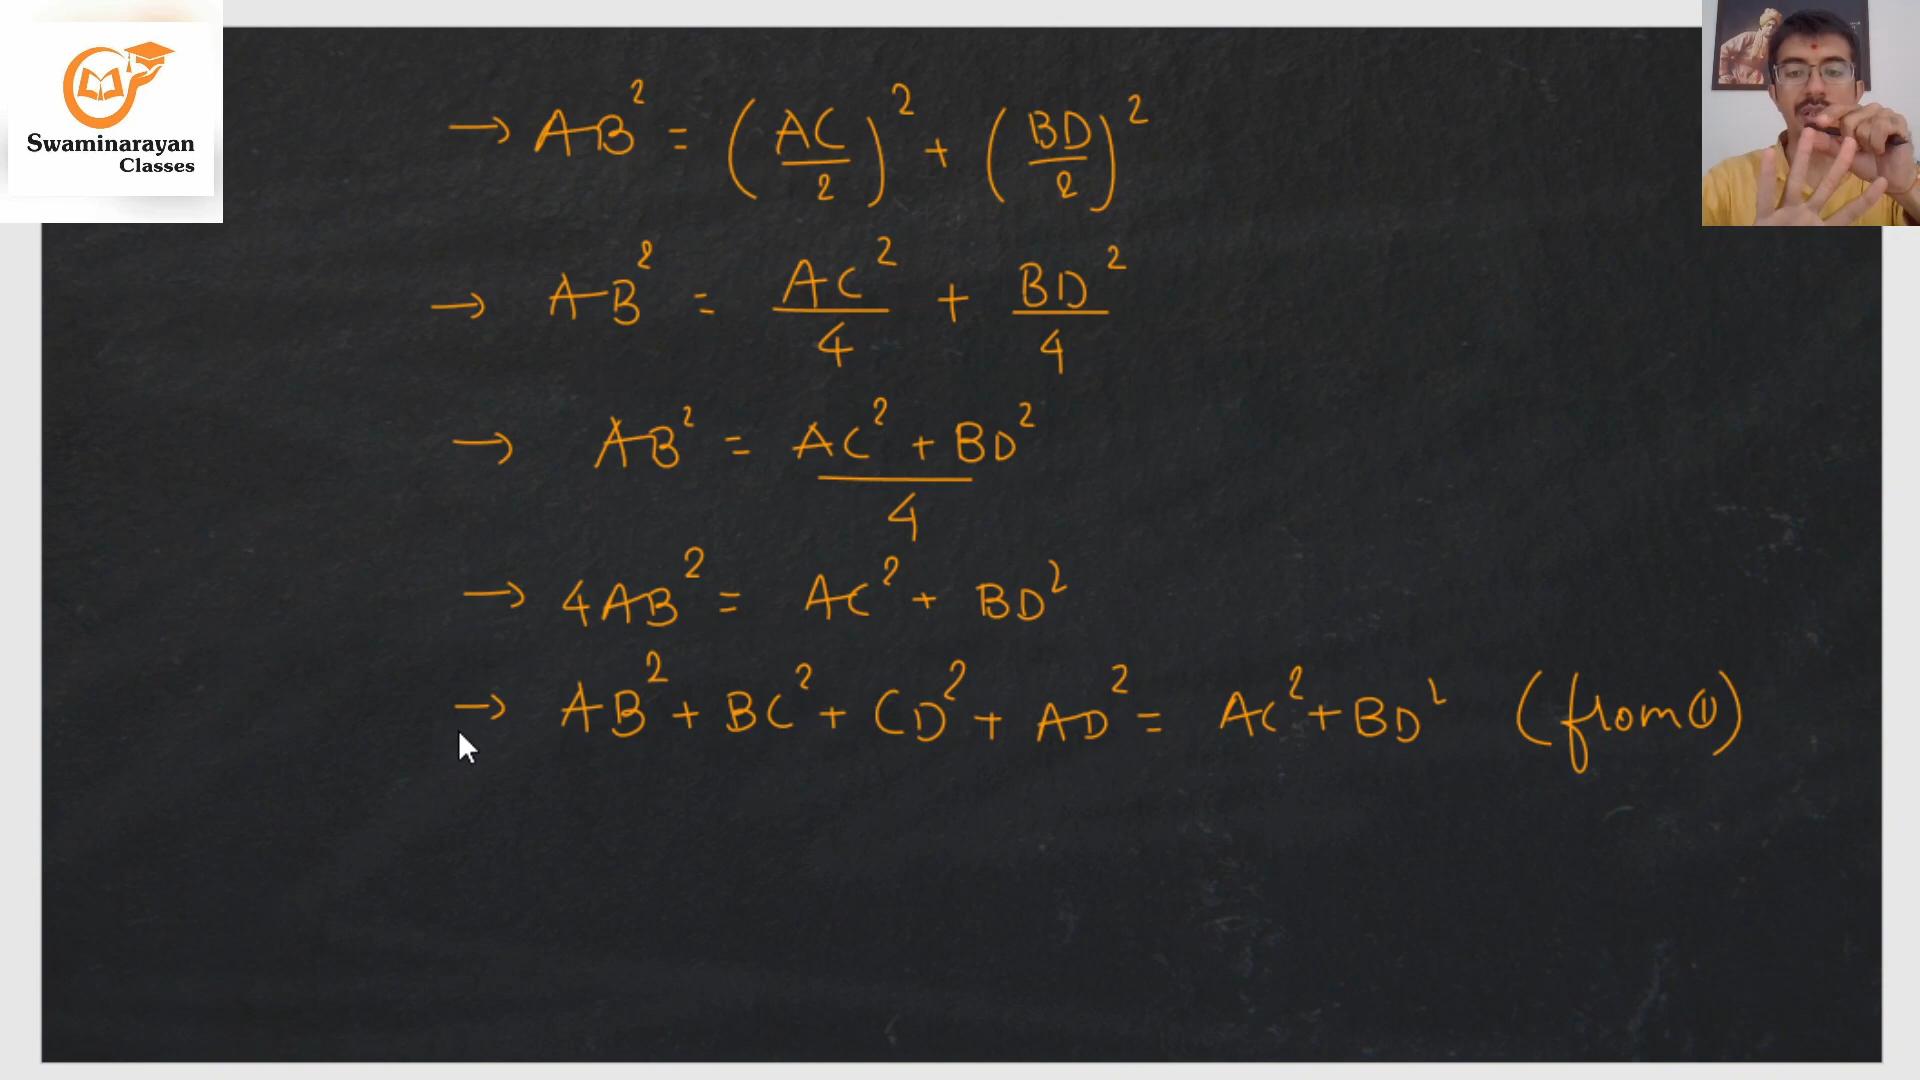 Swaminarayan
Classes
→ AB² = (AC/2)² + (BD/2)²
→ AB² = AC²/4 + BD²/4
→ AB² = AC² + BD²/4
→ 4AB² = AC² + BD²
→ AB² + BC² + CD² + AD² = AC² + BD² (from ①)